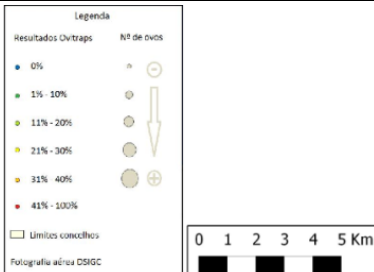 Legenda
Resultados Ovitraps Nº de ovos
0%
1% - 10%
11% - 20%
21% - 30%
31% - 40%
41% - 100%
Limites concelhos
Fotografia aérea DSIGC
0 1 2 3 4 5 Km